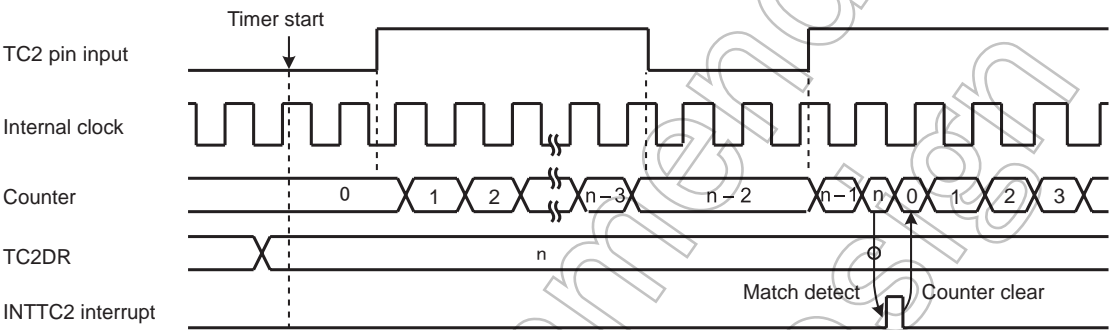 Timer start
TC2 pin input
Internal clock
Counter 0 1 2 n – 3 n – 2 n – 1 n 0 1 2 3
TC2DR n
Match detect Counter clear
INTTC2 interrupt